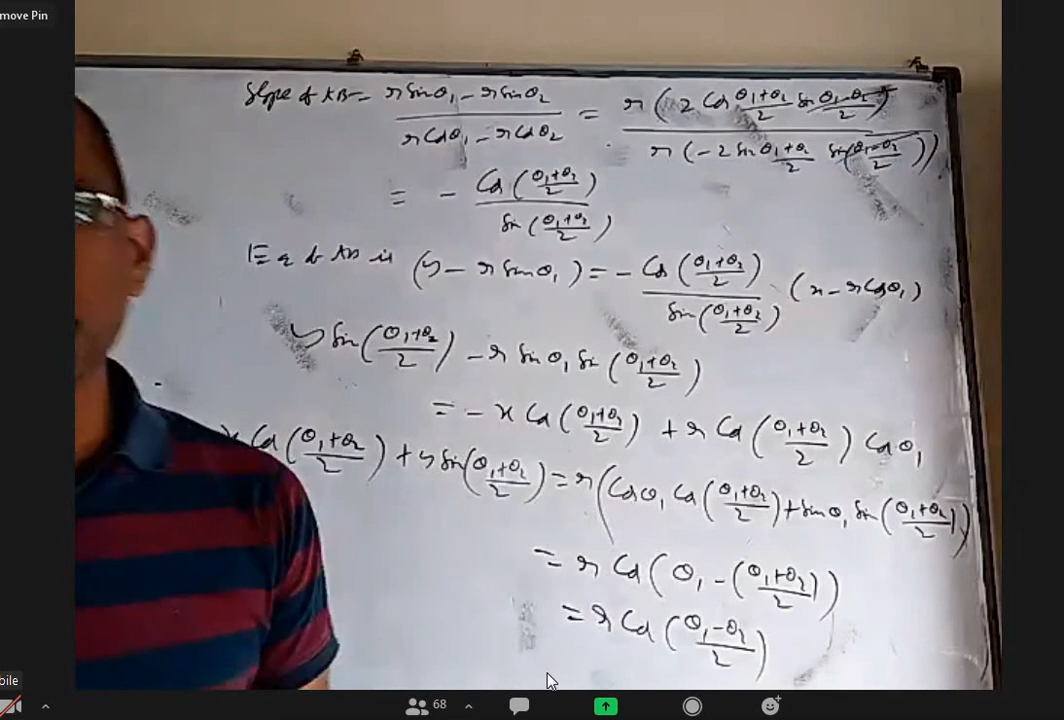 move Pin
Slope of AB = r sinθ₁ - r sinθ₂ / r cosθ₁ - r cosθ₂ = r ( 2 Cos θ₁+θ₂/2 sin θ₁-θ₂/2 ) / r (-2 sin θ₁+θ₂/2 sin(θ₁-θ₂/2))
= - Cos (θ₁+θ₂/2) / sin (θ₁+θ₂/2)
Eq of AB is (y - r sinθ₁) = - Cos (θ₁+θ₂/2) / sin (θ₁+θ₂/2) (x - r cosθ₁)
y sin (θ₁+θ₂/2) - r sinθ₁ sin (θ₁+θ₂/2)
= - x Cos (θ₁+θ₂/2) + r Cos (θ₁+θ₂/2) Cosθ₁
x Cos (θ₁+θ₂/2) + y sin (θ₁+θ₂/2) = r (Cosθ₁ Cos (θ₁+θ₂/2) + sinθ₁ sin (θ₁+θ₂/2))
= r Cos (θ₁ - (θ₁+θ₂/2))
= r Cos (θ₁-θ₂/2)
bile
68